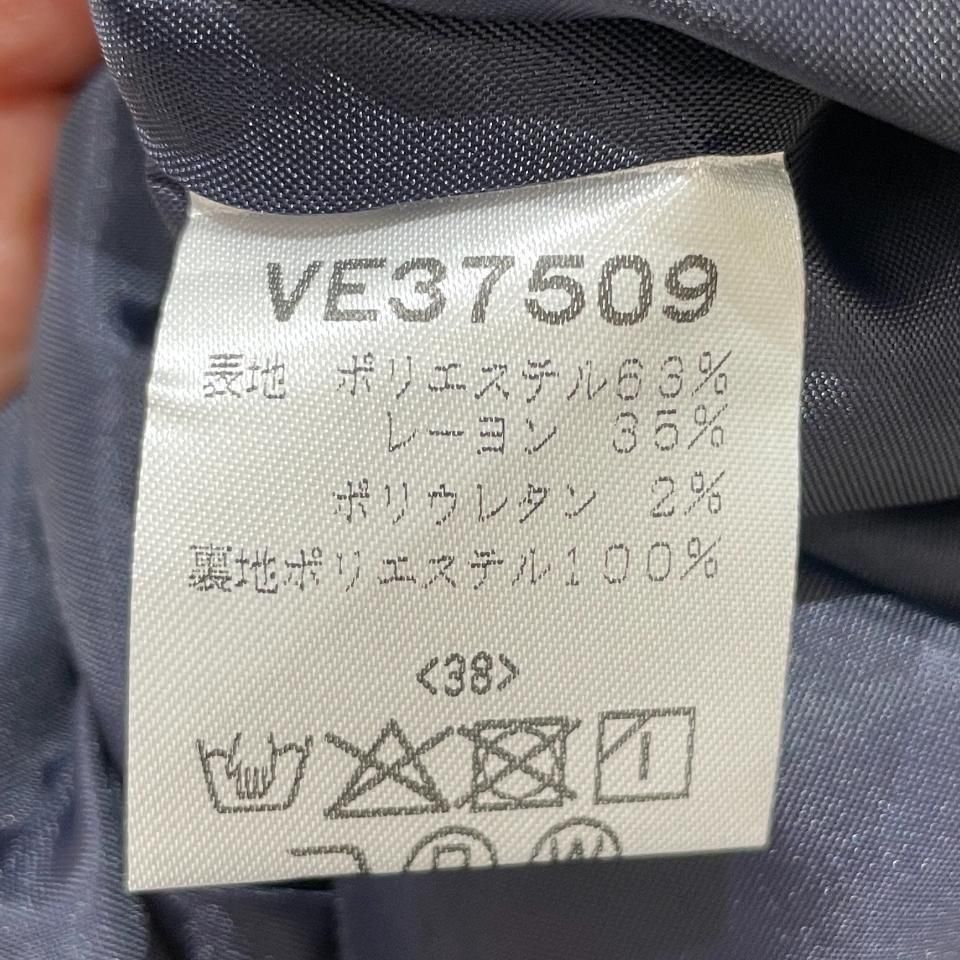 VE37509
表地 ポリエステル63%
レーヨン 35%
ポリウレタン 2%
裏地ポリエステル100%
<38>
P W